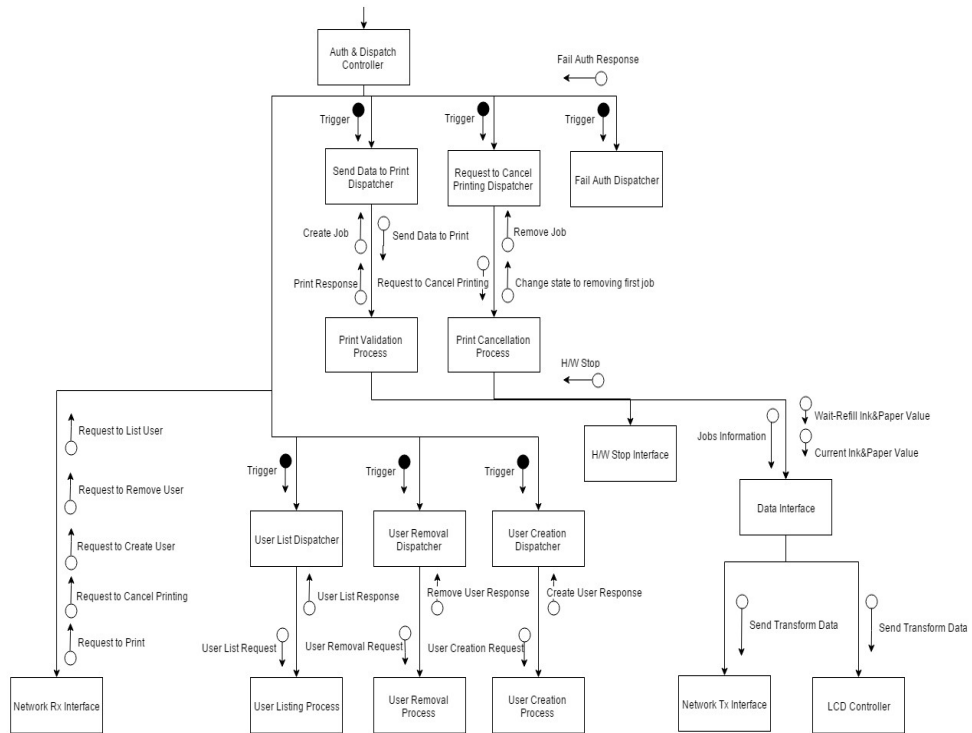 Auth & Dispatch
Controller
Fail Auth Response
Trigger
Trigger
Trigger
Send Data to Print
Dispatcher
Request to Cancel
Printing Dispatcher
Fail Auth Dispatcher
Create Job
Send Data to Print
Remove Job
Print Response
Request to Cancel Printing
Change state to removing first job
Print Validation
Process
Print Cancellation
Process
H/W Stop
Request to List User
Jobs Information
Wait-Refill Ink&Paper Value
Current Ink&Paper Value
H/W Stop Interface
Trigger
Trigger
Trigger
Request to Remove User
Data Interface
User List Dispatcher
User Removal
Dispatcher
User Creation
Dispatcher
Request to Create User
Request to Cancel Printing
User List Response
Remove User Response
Create User Response
Request to Print
User List Request
User Removal Request
User Creation Request
Send Transform Data
Send Transform Data
Network Rx Interface
User Listing Process
User Removal
Process
User Creation
Process
Network Tx Interface
LCD Controller